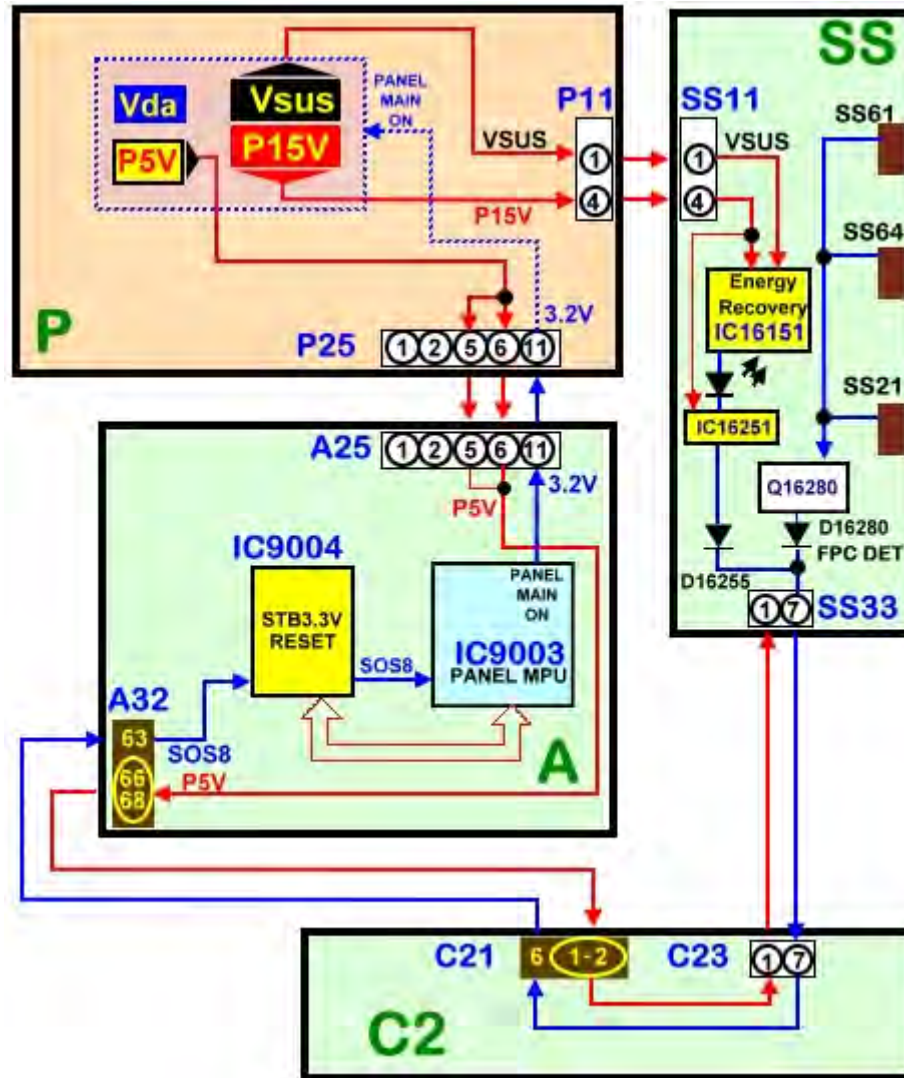 SS
Vda
Vsus
PANEL
MAIN
ON
P11
SS11
SS61
P5V
P15V
VSUS
VSUS
1
1
4
4
P15V
SS64
Energy
Recovery
IC16151
P
3.2V
P25
1 2 5 6 11
SS21
IC16251
A25
1 2 5 6 11
P5V
3.2V
Q16280
IC9004
D16280
FPC DET
STB3.3V
RESET
PANEL
MAIN
ON
D16255
SOS8
IC9003
PANEL MPU
1 7
SS33
A32
63
SOS8
66
68
P5V
A
C21
6 1-2
C23
1 7
C2